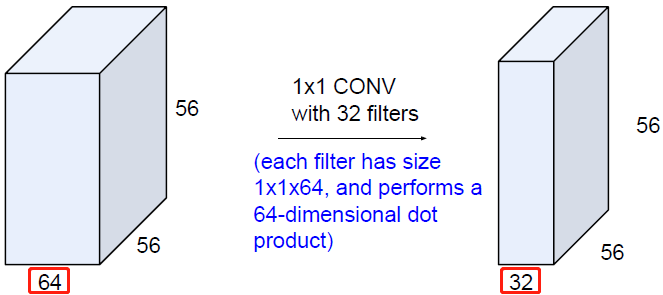 56
56
64
1x1 CONV
with 32 filters
(each filter has size
1x1x64, and performs a
64-dimensional dot
product)
56
56
32